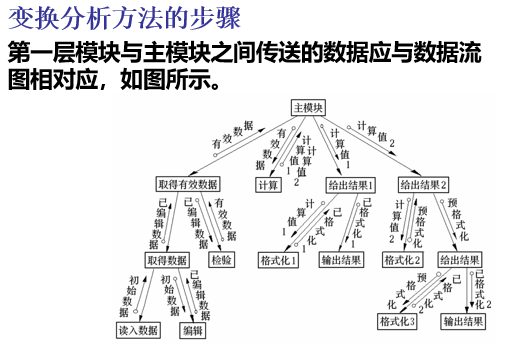 变换分析方法的步骤
第一层模块与主模块之间传送的数据应与数据流
图相对应，如图所示。
主模块
有效数据
有效数据
计算值1
计算值2
计算值1
计算值2
取得有效数据
计算
给出结果1
给出结果2
已编辑数据
已编辑数据
有效数据
计算值1
已格式化1
已格式化1
计算值2
预格式化
预格式化
取得数据
检验
格式化1
输出结果
格式化2
给出结果
初始数据
初始数据
已编辑数据
预格式化
已格式化2
已格式化2
读入数据
编辑
格式化3
输出结果